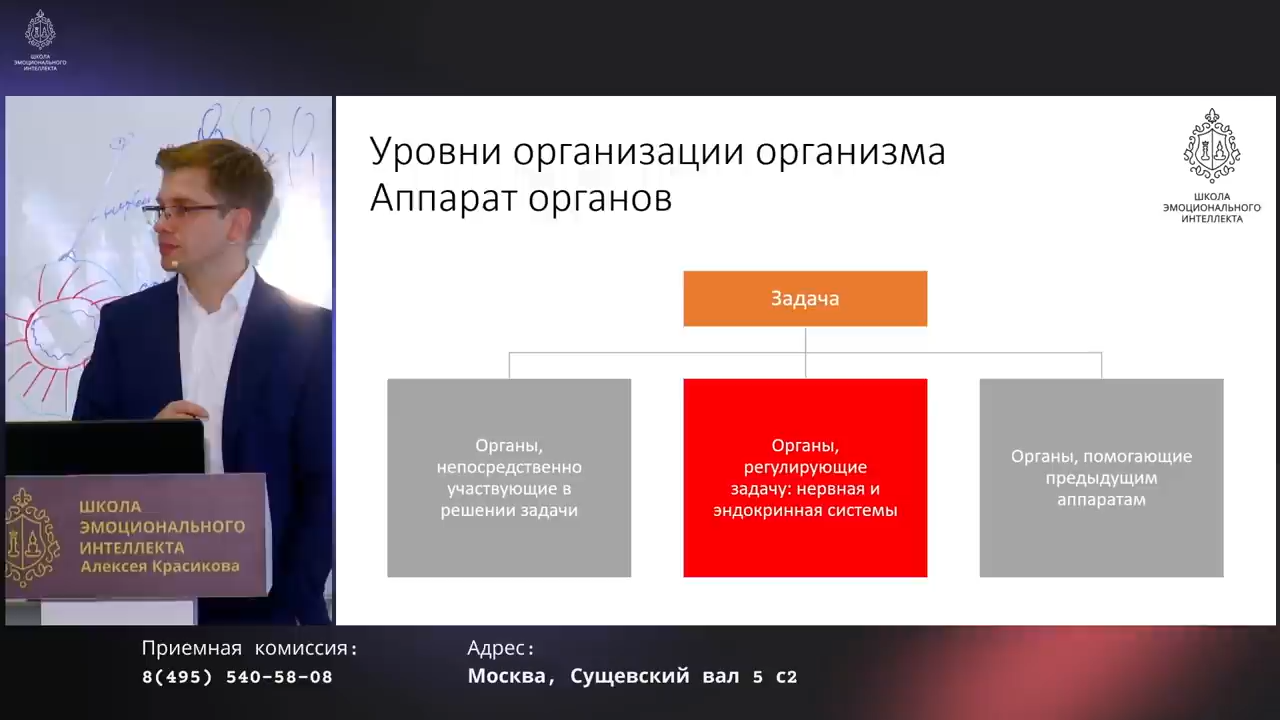 ШКОЛА
ЭМОЦИОНАЛЬНОГО
ИНТЕЛЛЕКТА
Уровни организации организма
Аппарат органов
ШКОЛА
ЭМОЦИОНАЛЬНОГО
ИНТЕЛЛЕКТА
Задача
Органы,
непосредственно
участвующие в
решении задачи
Органы,
регулирующие
задачу: нервная и
эндокринная системы
Органы, помогающие
предыдущим
аппаратам
ШКОЛА
ЭМОЦИОНАЛЬНОГО
ИНТЕЛЛЕКТА
Алексея Красикова
Приемная комиссия:
8(495) 540-58-08
Адрес:
Москва, Сущевский вал 5 с2